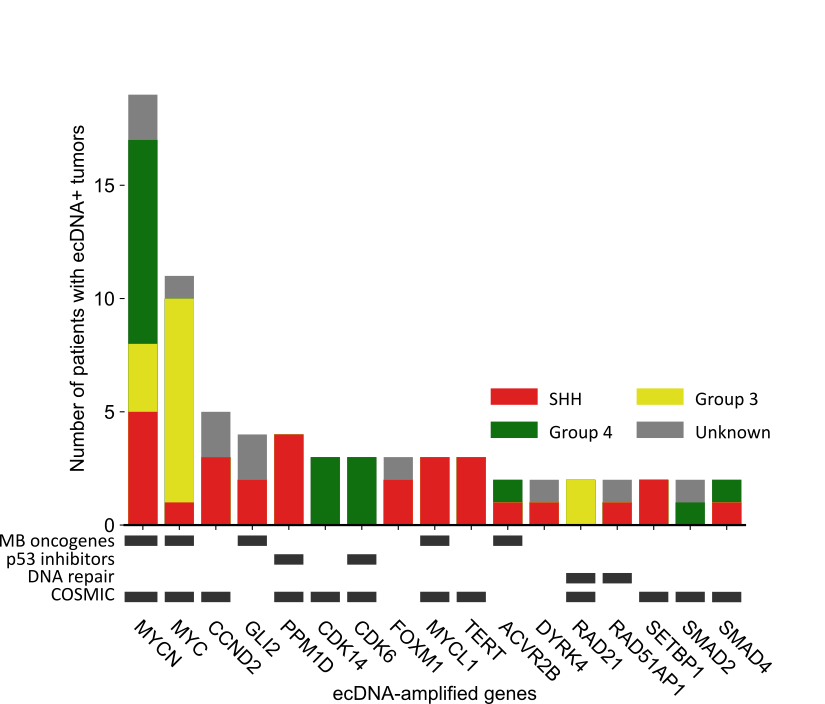 Number of patients with ecDNA+ tumors
15
10
5
0
SHH
Group 3
Group 4
Unknown
MB oncogenes
p53 inhibitors
DNA repair
COSMIC
MYCN
MYC
CCND2
GLI2
PPM1D
CDK14
CDK6
FOXM1
MYCL1
TERT
ACVR2B
DYRK4
RAD21
RAD51AP1
SETBP1
SMAD2
SMAD4
ecDNA-amplified genes